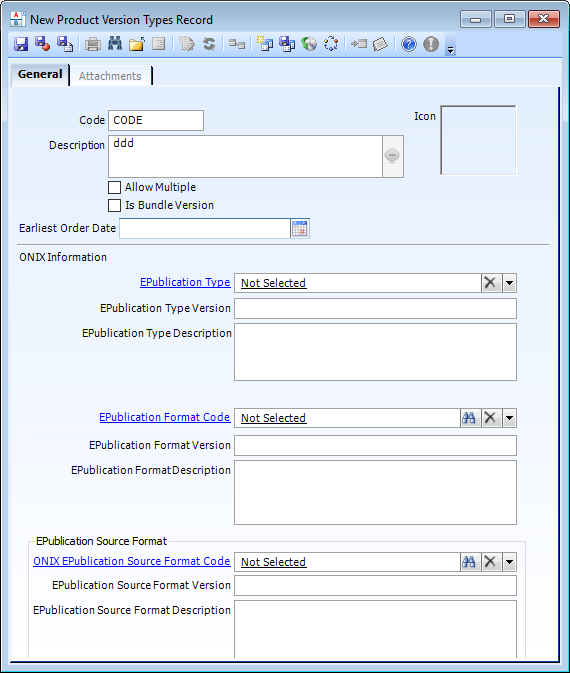 New Product Version Types Record
General Attachments
Code CODE Icon
Description ddd
Allow Multiple
Is Bundle Version
Earliest Order Date
ONIX Information
EPublication Type Not Selected
EPublication Type Version
EPublication Type Description
EPublication Format Code Not Selected
EPublication Format Version
EPublication Format Description
EPublication Source Format
ONIX EPublication Source Format Code Not Selected
EPublication Source Format Version
EPublication Source Format Description